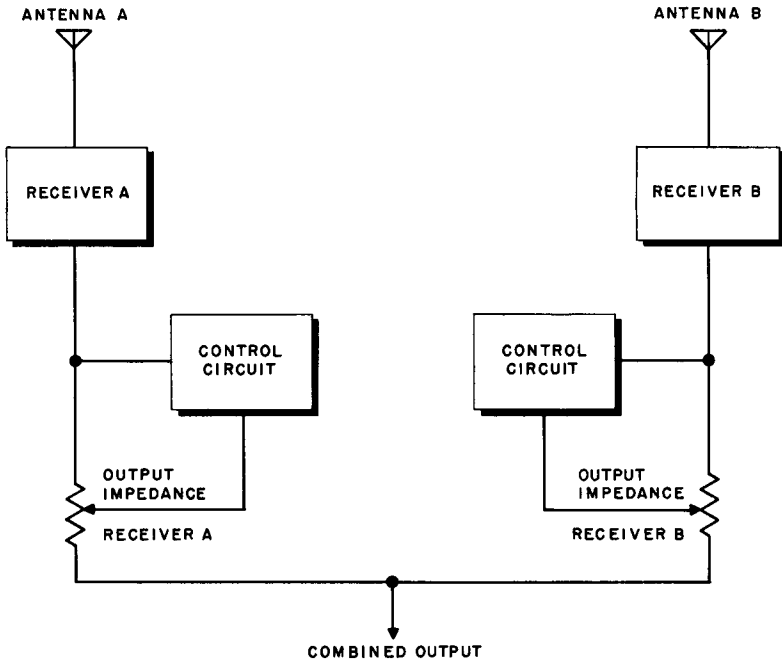 ANTENNA A
ANTENNA B
RECEIVER A
RECEIVER B
CONTROL
CIRCUIT
CONTROL
CIRCUIT
OUTPUT
IMPEDANCE
RECEIVER A
OUTPUT
IMPEDANCE
RECEIVER B
COMBINED OUTPUT